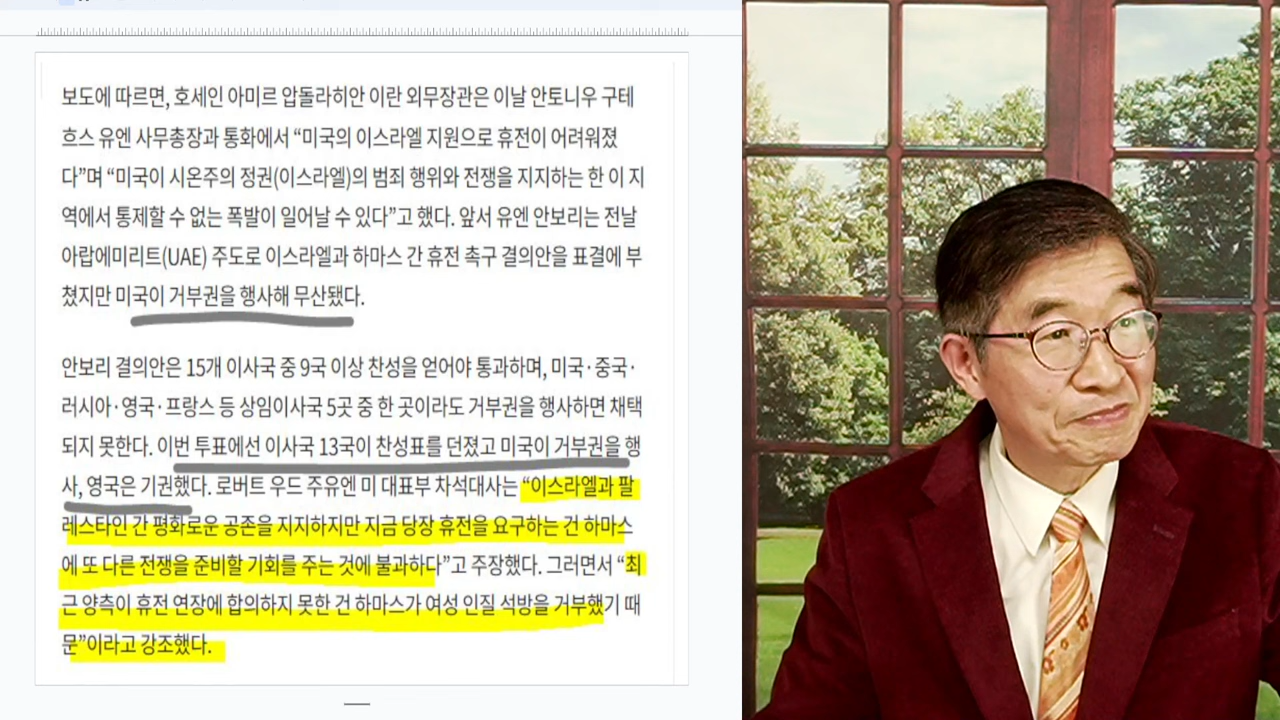 보도에 따르면, 호세인 아미르 압돌라히안 이란 외무장관은 이날 안토니우 구테
흐스 유엔 사무총장과 통화에서 “미국의 이스라엘 지원으로 휴전이 어려워졌
다”며 “미국이 시온주의 정권(이스라엘)의 범죄 행위와 전쟁을 지지하는 한 이 지
역에서 통제할 수 없는 폭발이 일어날 수 있다”고 했다. 앞서 유엔 안보리는 전날
아랍에미리트(UAE) 주도로 이스라엘과 하마스 간 휴전 촉구 결의안을 표결에 부
쳤지만 미국이 거부권을 행사해 무산됐다.
안보리 결의안은 15개 이사국 중 9국 이상 찬성을 얻어야 통과하며, 미국·중국·
러시아·영국·프랑스 등 상임이사국 5곳 중 한 곳이라도 거부권을 행사하면 채택
되지 못한다. 이번 투표에선 이사국 13국이 찬성표를 던졌고 미국이 거부권을 행
사, 영국은 기권했다. 로버트 우드 주유엔 미 대표부 차석대사는 “이스라엘과 팔
레스타인 간 평화로운 공존을 지지하지만 지금 당장 휴전을 요구하는 건 하마스
에 또 다른 전쟁을 준비할 기회를 주는 것에 불과하다”고 주장했다. 그러면서 “최
근 양측이 휴전 연장에 합의하지 못한 건 하마스가 여성 인질 석방을 거부했기 때
문”이라고 강조했다.